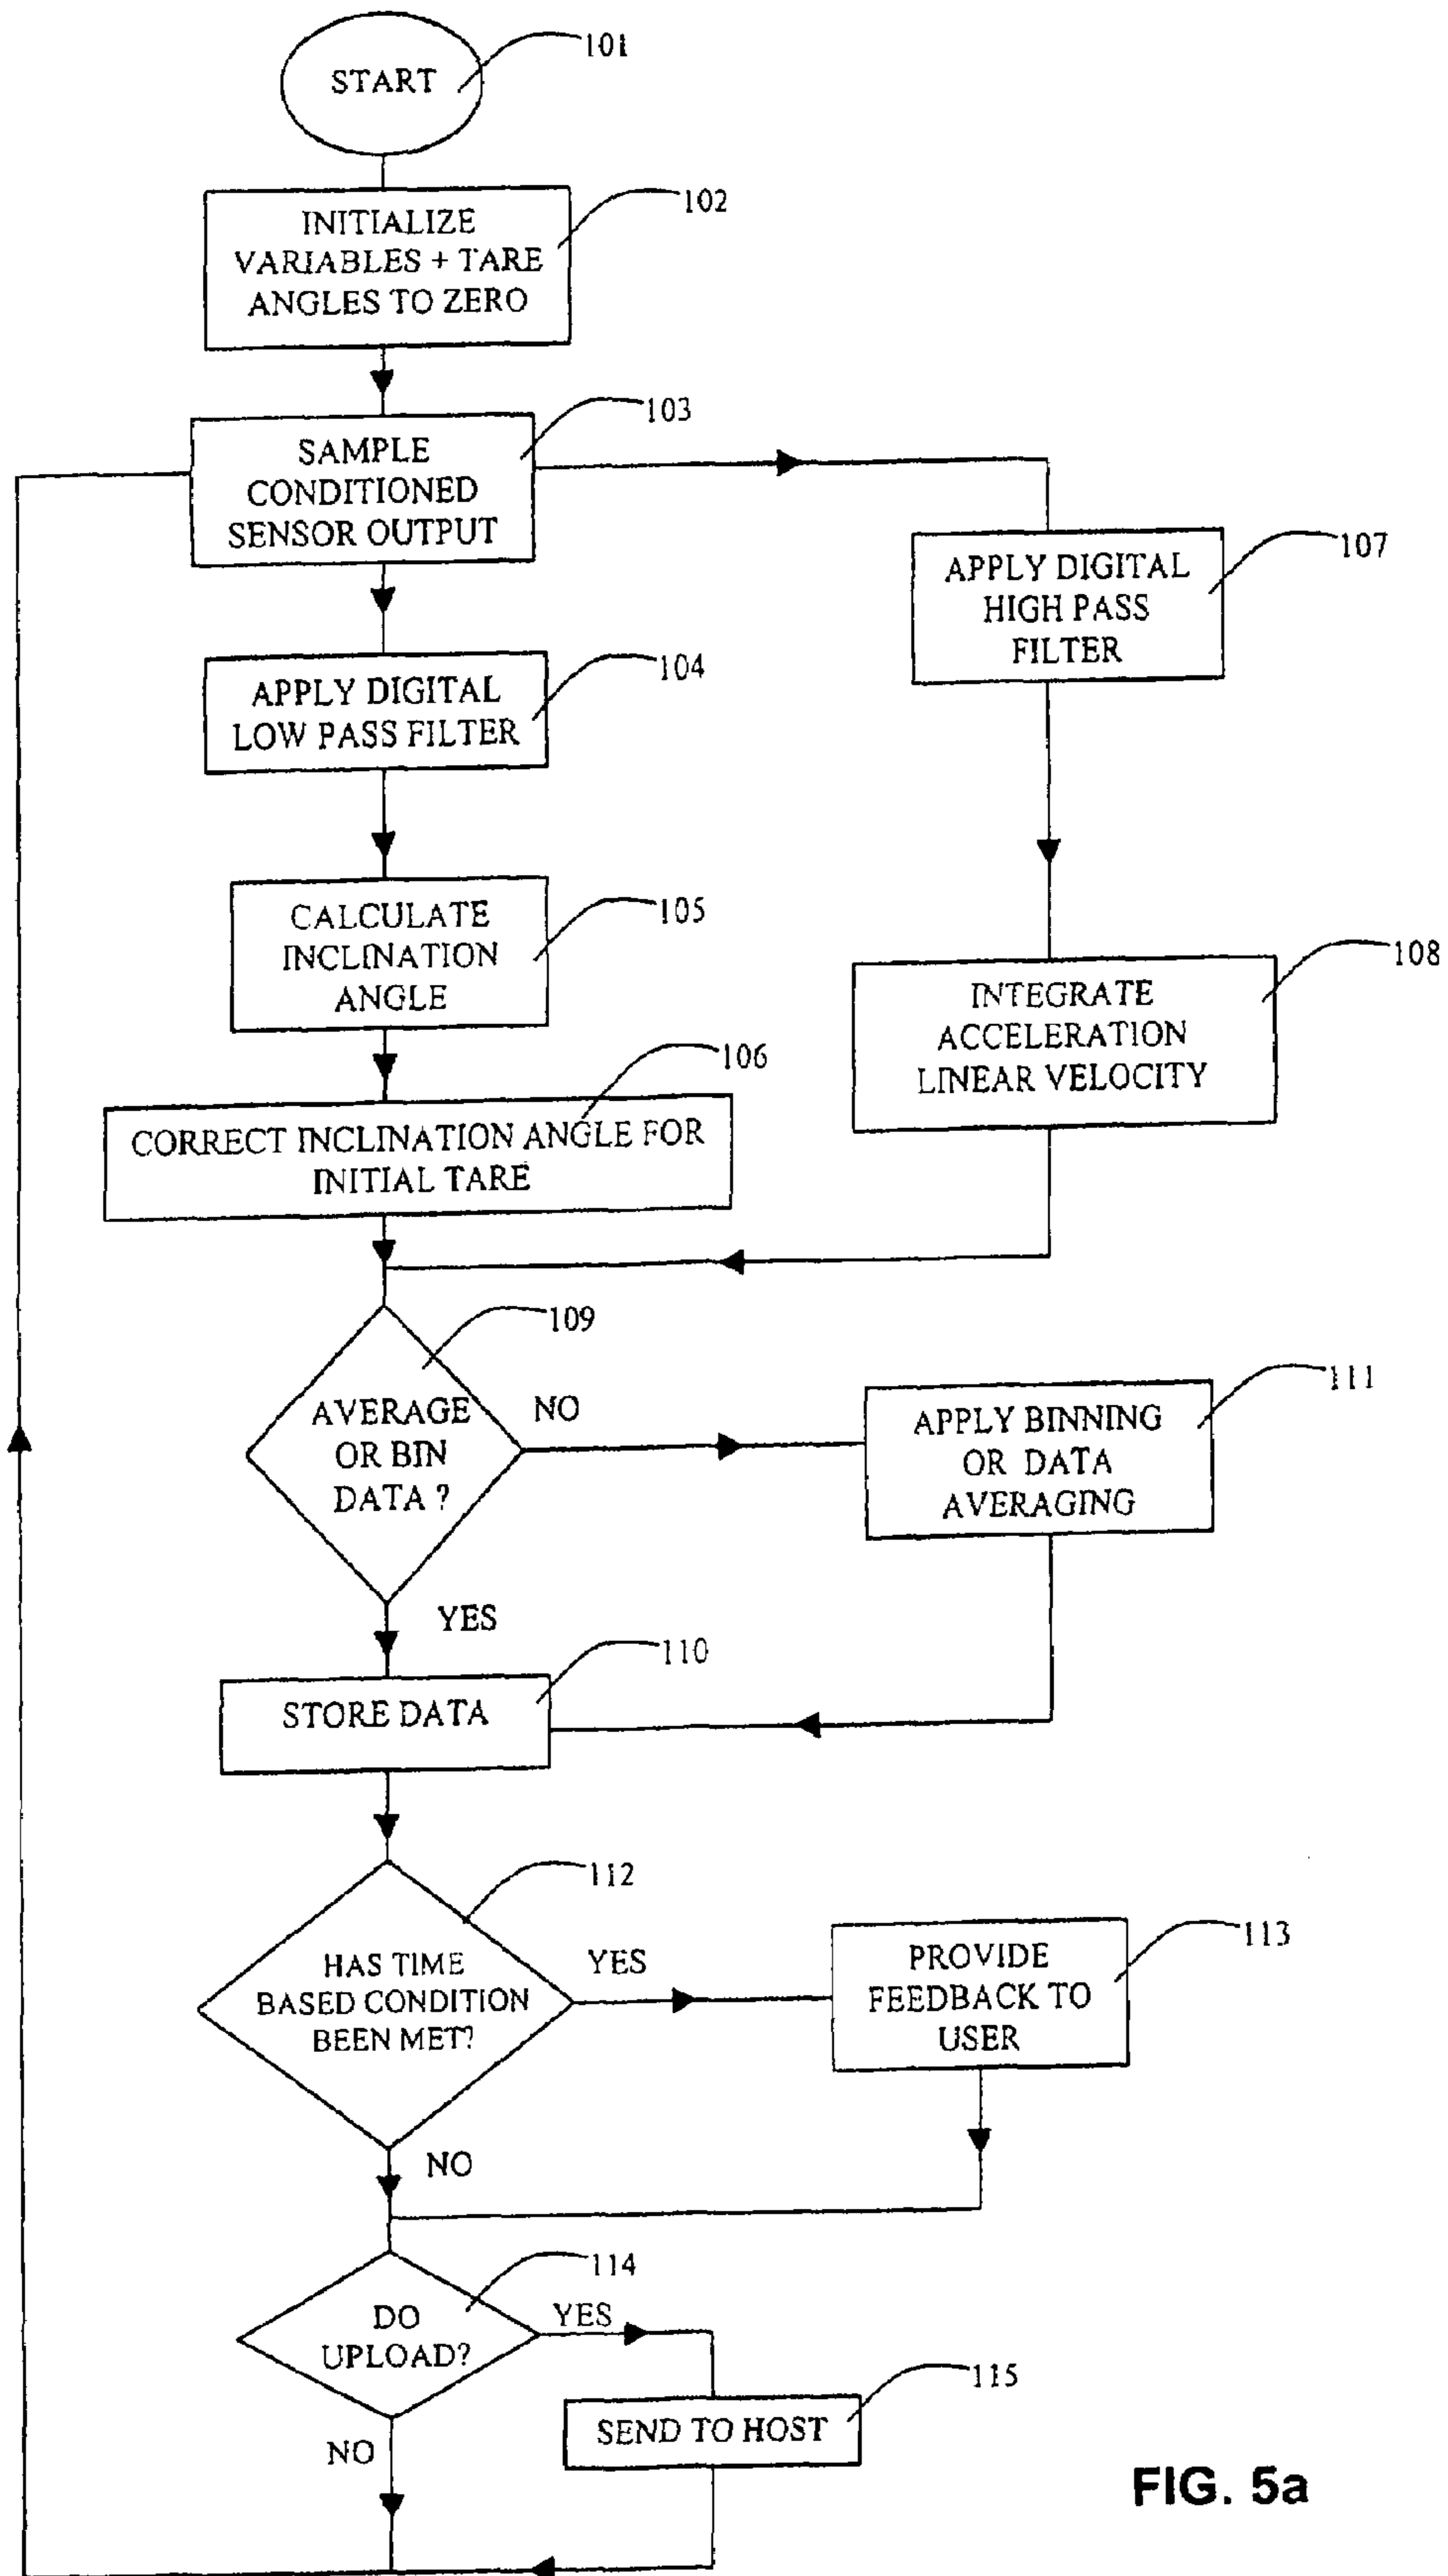 START
101
INITIALIZE
VARIABLES + TARE
ANGLES TO ZERO
102
SAMPLE
CONDITIONED
SENSOR OUTPUT
103
APPLY DIGITAL
LOW PASS FILTER
104
APPLY DIGITAL
HIGH PASS
FILTER
107
CALCULATE
INCLINATION
ANGLE
105
INTEGRATE
ACCELERATION
LINEAR VELOCITY
108
CORRECT INCLINATION ANGLE FOR
INITIAL TARE
106
AVERAGE
OR BIN
DATA ?
109
NO
APPLY BINNING
OR DATA
AVERAGING
111
YES
STORE DATA
110
HAS TIME
BASED CONDITION
BEEN MET?
112
YES
PROVIDE
FEEDBACK TO
USER
113
NO
DO
UPLOAD?
114
YES
SEND TO HOST
115
NO
FIG. 5a